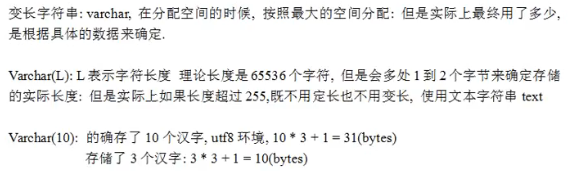 变长字符串: varchar, 在分配空间的时候, 按照最大的空间分配: 但是实际上最终用了多少,
是根据具体的数据来确定.
Varchar(L): L 表示字符长度 理论长度是 65536 个字符, 但是会多处 1 到 2 个字节来确定存储
的实际长度: 但是实际上如果长度超过 255,既不用定长也不用变长, 使用文本字符串 text
Varchar(10): 的确存了 10 个汉字, utf8 环境, 10 * 3 + 1 = 31(bytes)
存储了 3 个汉字: 3 * 3 + 1 = 10(bytes)